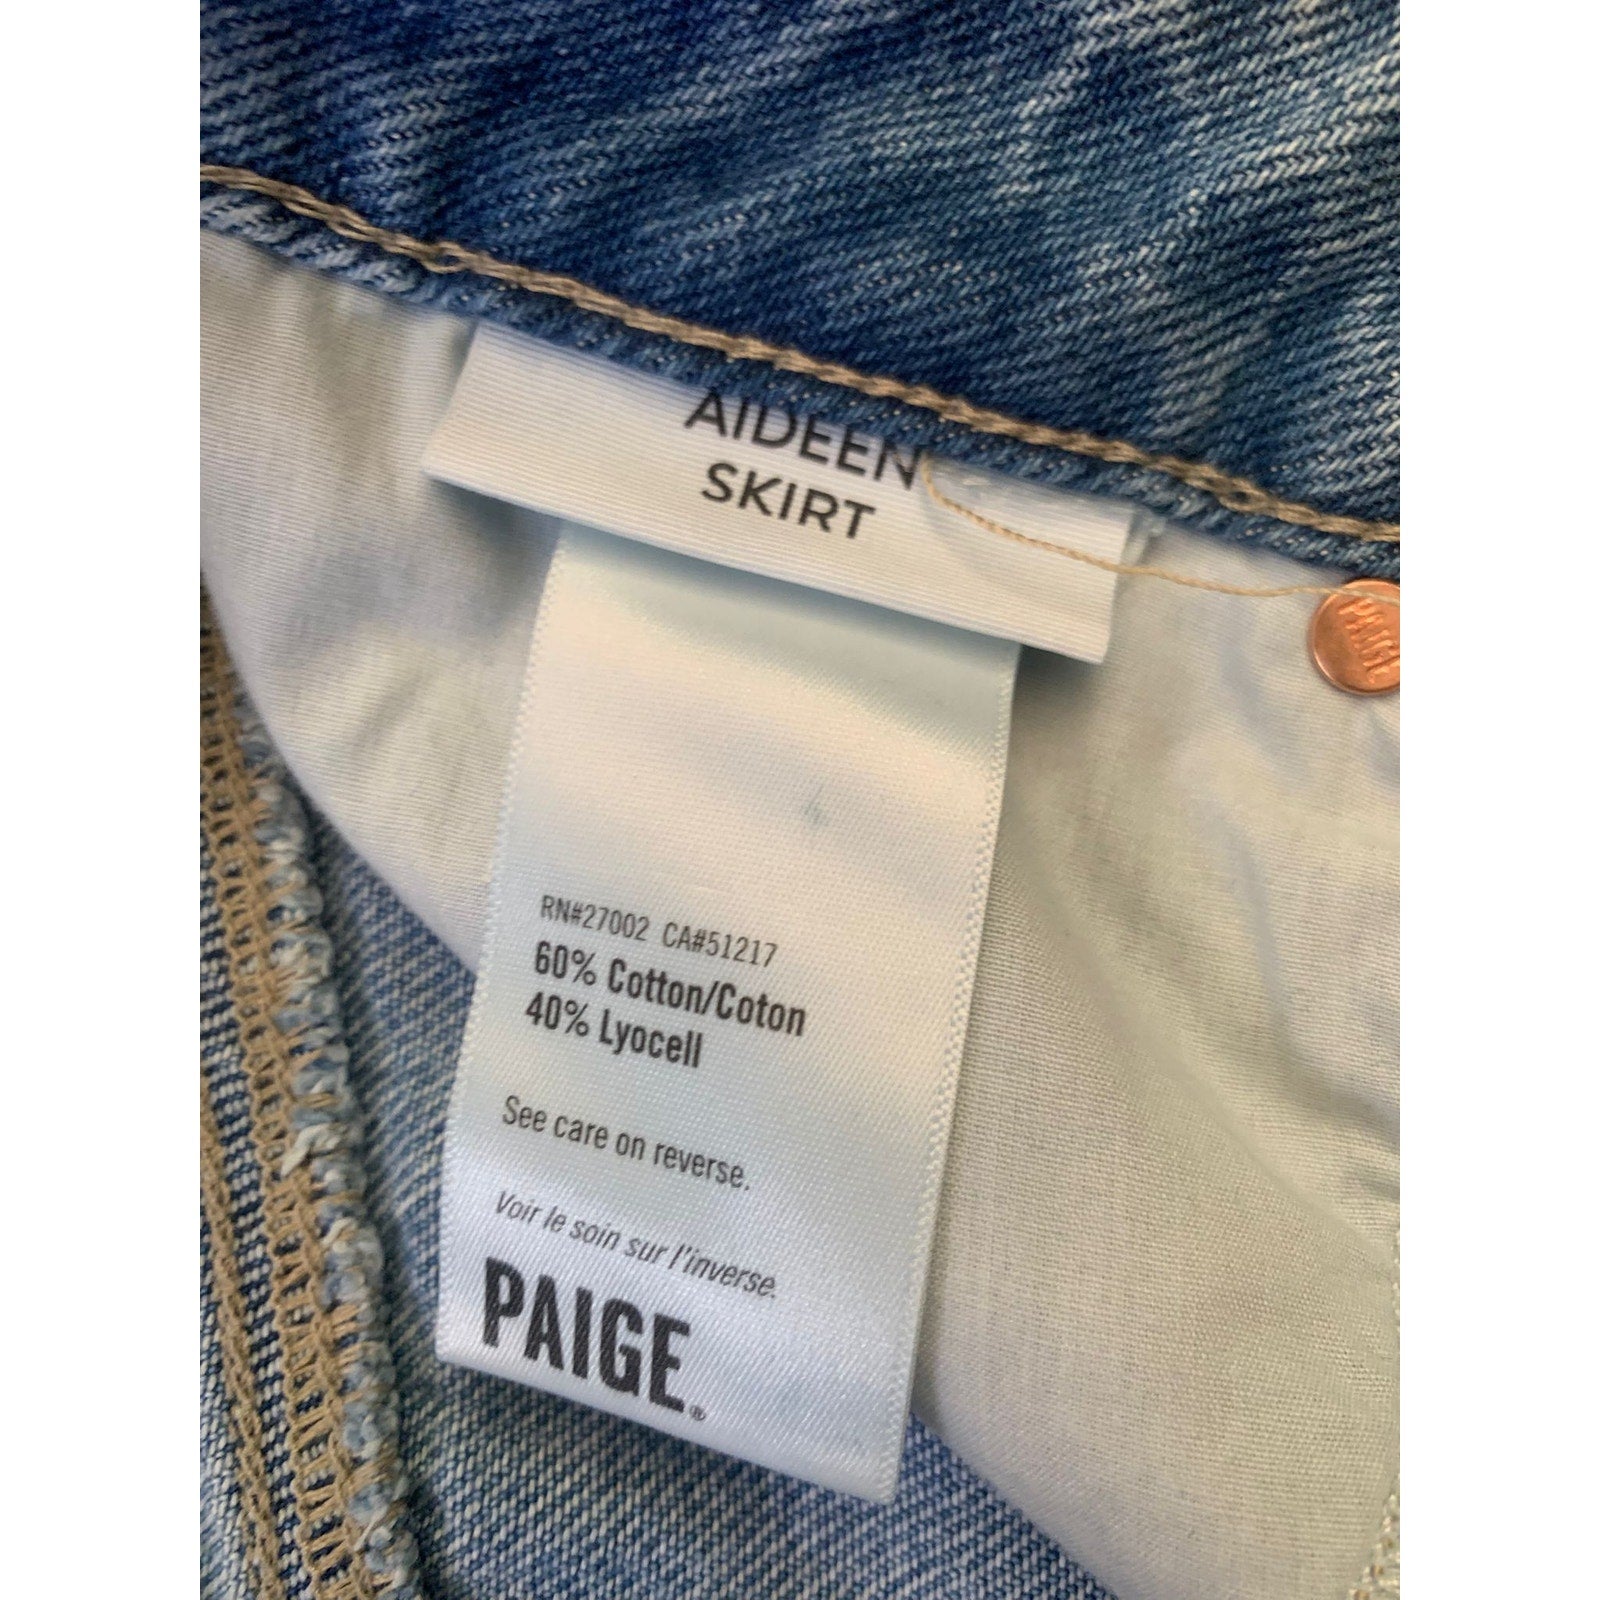 AIDEEN
SKIRT
PAIGE
RN#27002 CA#51217
60% Cotton/Coton
40% Lyocell
See care on reverse.
Voir le soin sur l'inverse.
PAIGE®